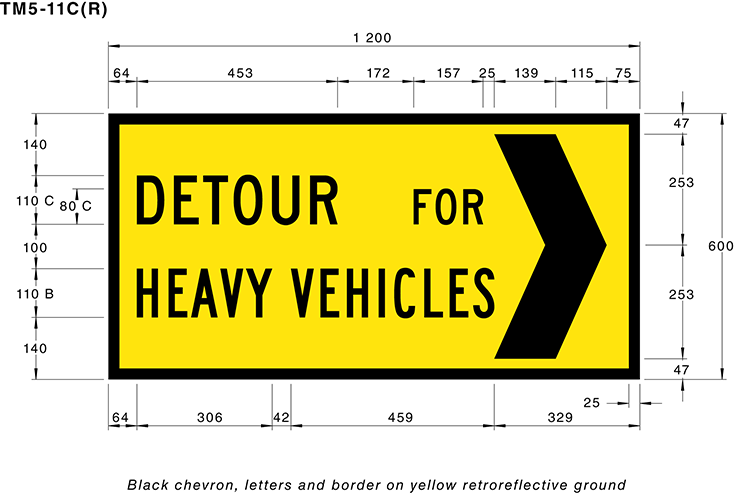 TM5-11C(R)
1 200
64 453 172 157 25 139 115 75
47
140
253
110 C 80 C
DETOUR FOR
100
600
HEAVY VEHICLES
110 B
253
140
47
25
64 306 42 459 329
Black chevron, letters and border on yellow retroreflective ground